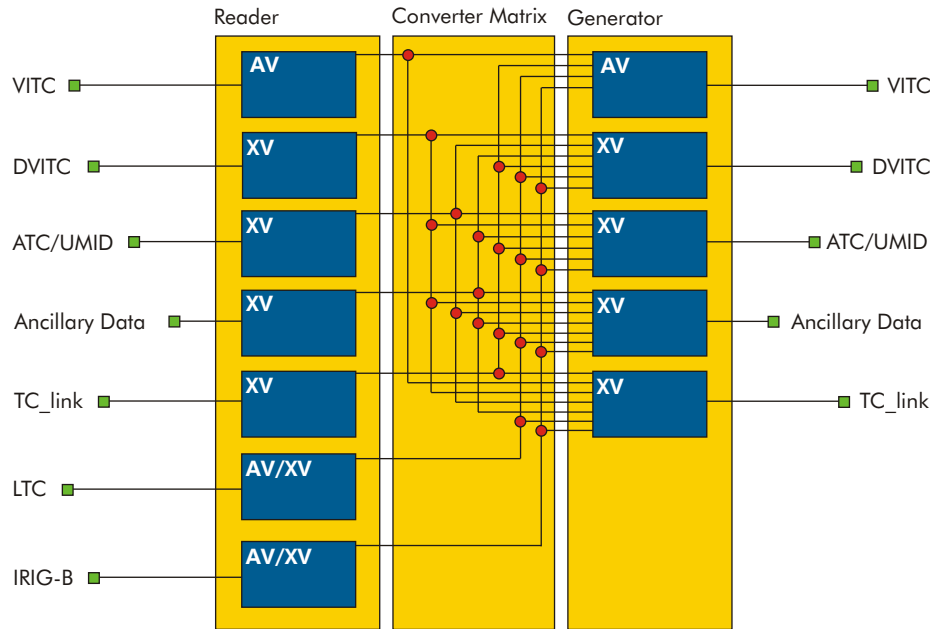 Reader Converter Matrix Generator
VITC AV AV VITC
DVITC XV XV DVITC
ATC/UMID XV XV ATC/UMID
Ancillary Data XV XV Ancillary Data
TC_link XV XV TC_link
LTC AV/XV
IRIG-B AV/XV